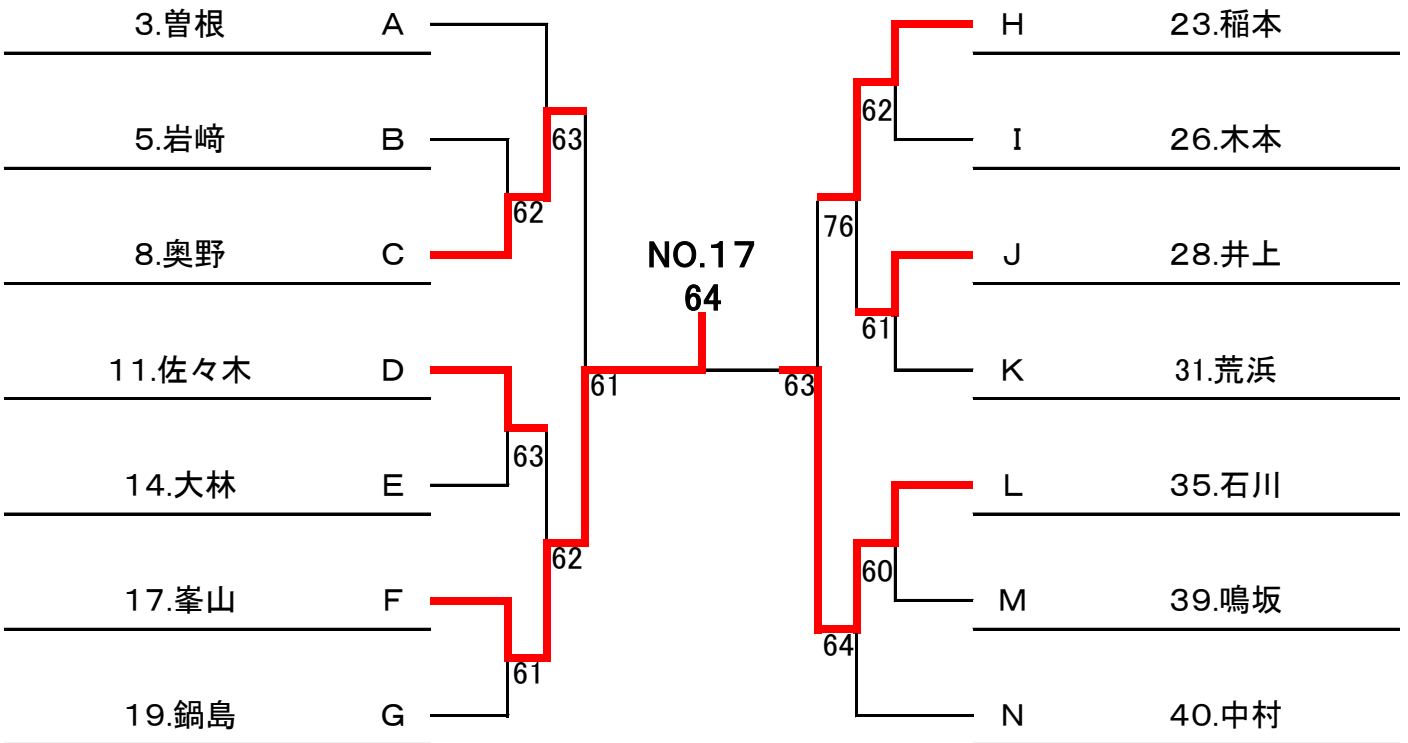 3.曽根 A
5.岩﨑 B
8.奥野 C
11.佐々木 D
14.大林 E
17.峯山 F
19.鍋島 G
63
62
63
62
61
61
NO.17
64
63
62
76
61
60
64
H 23.稲本
I 26.木本
J 28.井上
K 31.荒浜
L 35.石川
M 39.鳴坂
N 40.中村